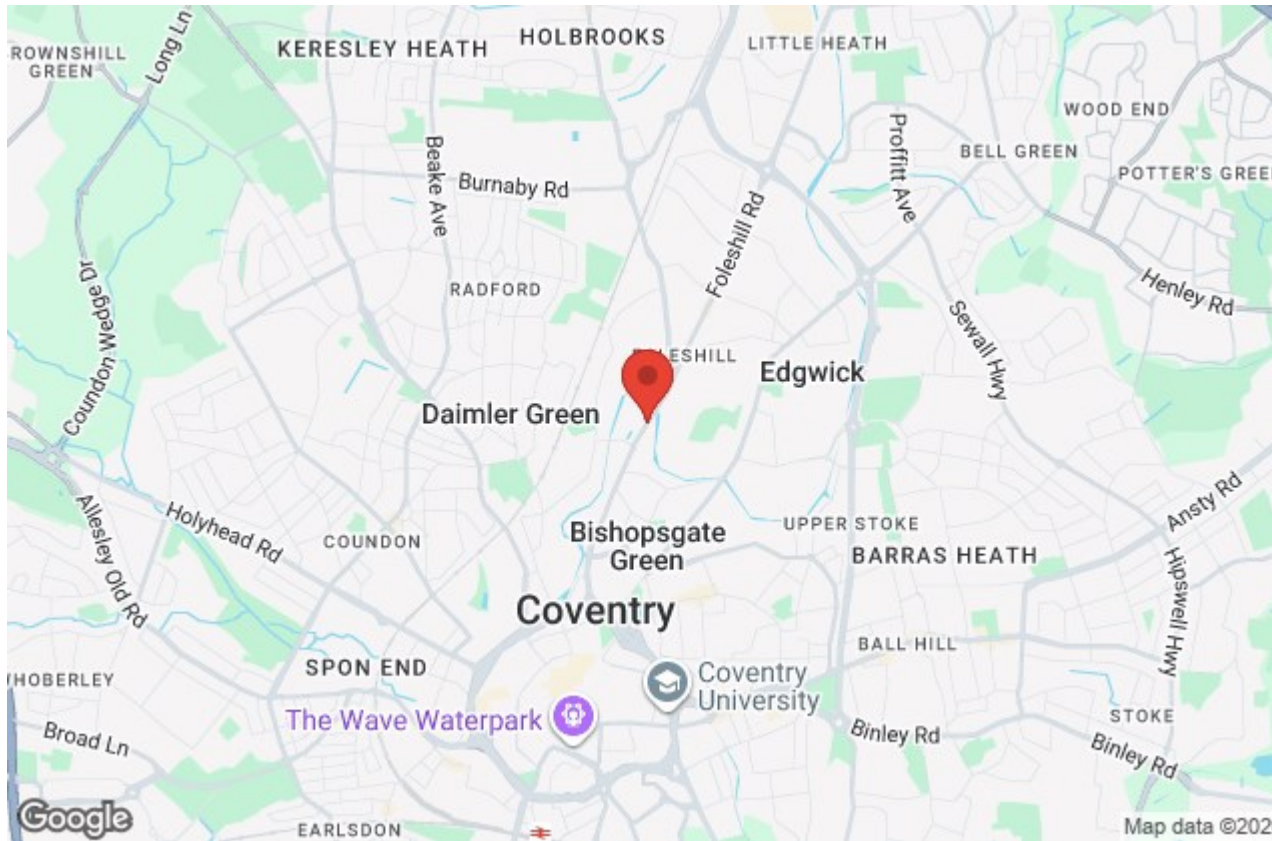 KERESLEY HEATH
HOLBROOKS
LITTLE HEATH
GREEN
Long Ln
WOOD END
Proffitt Ave
BELL GREEN
POTTER'S GREEN
Beake Ave
Burnaby Rd
Foleshill Rd
Coundon Wedge Dr
RADFORD
Henley Rd
Sewall Hwy
Edgwick
Daimler Green
Allesley Old Rd
Holyhead Rd
COUNDON
Bishopsgate
Green
UPPER STOKE
BARRAS HEATH
Ansty Rd
Hipswell Hwy
Coventry
BALL HILL
SPON END
Coventry
University
The Wave Waterpark
STOKE
Broad Ln
Binley Rd
Binley Rd
Google
EARLSDON
Map data ©202